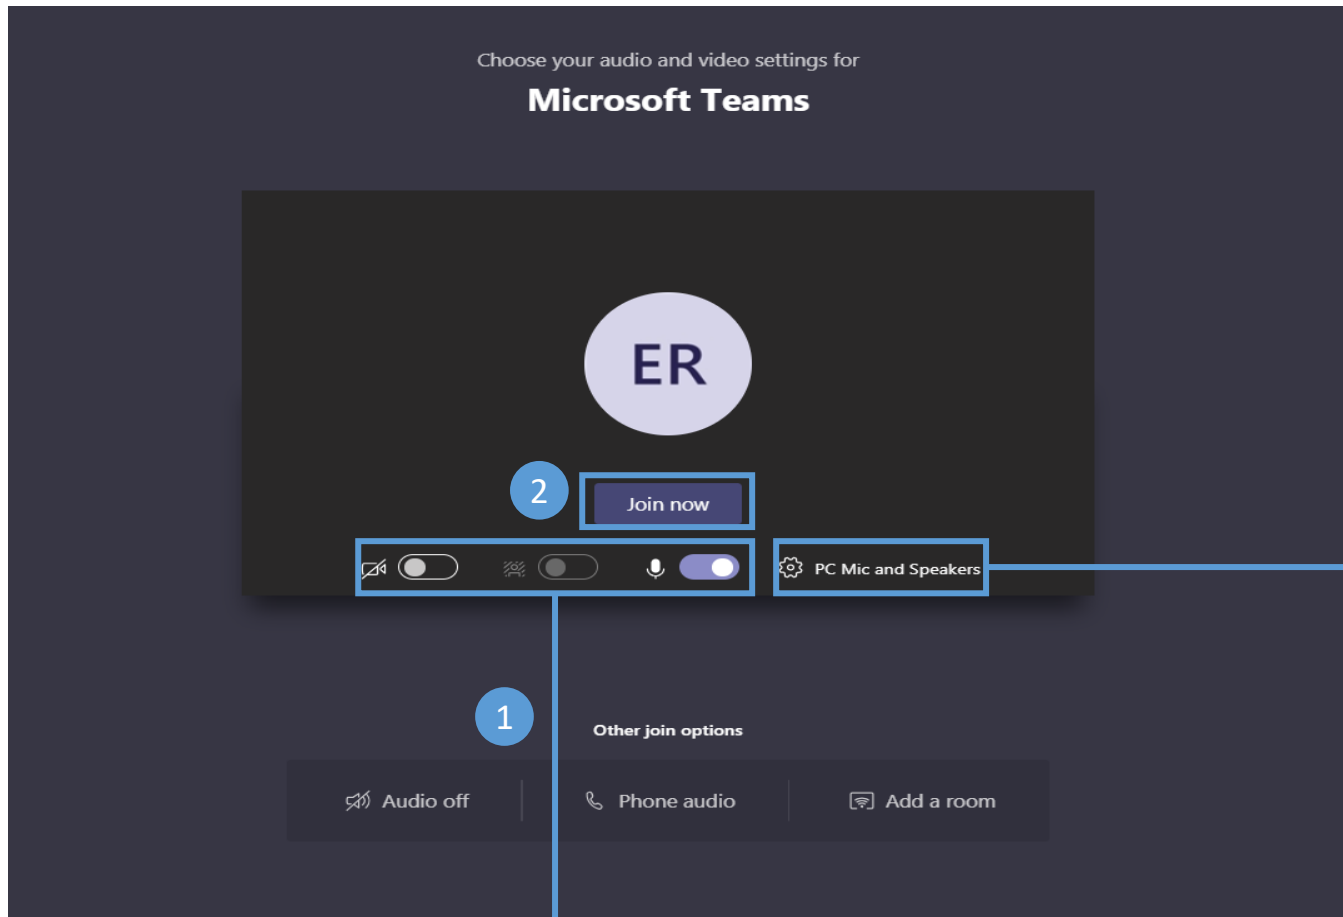 Choose your audio and video settings for
Microsoft Teams
ER
2
Join now
PC Mic and Speakers
1
Other join options
Audio off
Phone audio
Add a room